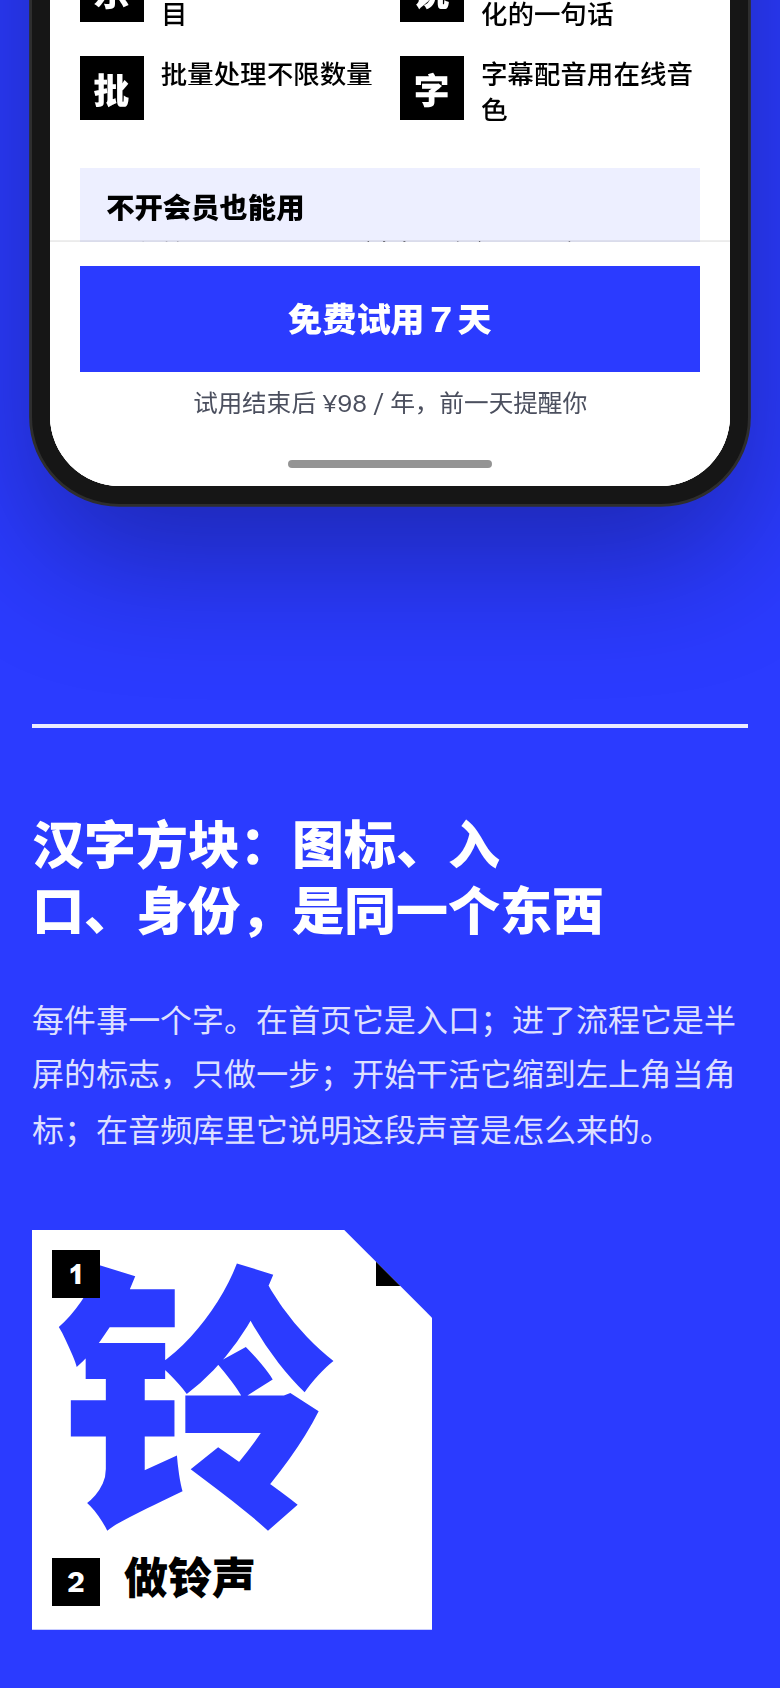 目
化的一句话
批 批量处理不限数量
字 字幕配音用在线音
色
不开会员也能用
免费试用 7 天
试用结束后 ¥98 / 年，前一天提醒你
汉字方块：图标、入
口、身份，是同一个东西
每件事一个字。在首页它是入口；进了流程它是半
屏的标志，只做一步；开始干活它缩到左上角当角
标；在音频库里它说明这段声音是怎么来的。
1
铃
2 做铃声